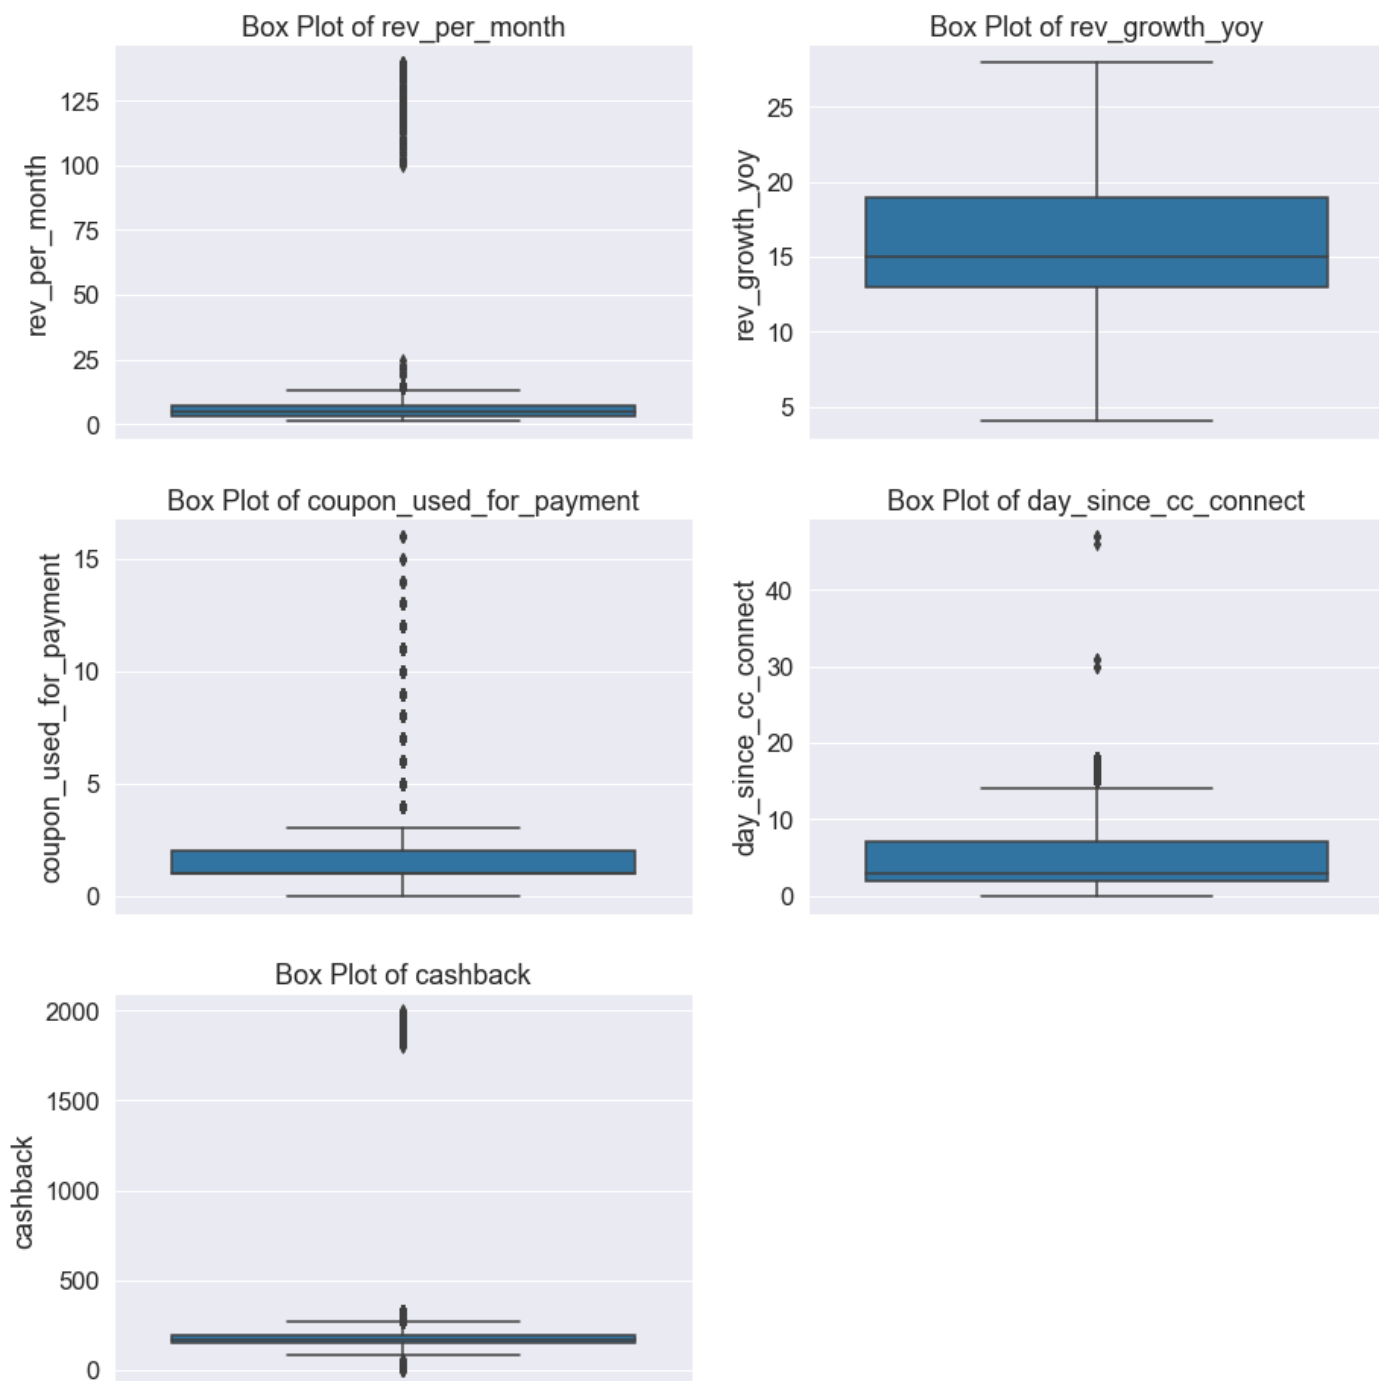 Box Plot of rev_per_month
rev_per_month
125
100
75
50
25
0
Box Plot of rev_growth_yoy
rev_growth_yoy
25
20
15
10
5
Box Plot of coupon_used_for_payment
coupon_used_for_payment
15
10
5
0
Box Plot of day_since_cc_connect
day_since_cc_connect
40
30
20
10
0
Box Plot of cashback
cashback
2000
1500
1000
500
0